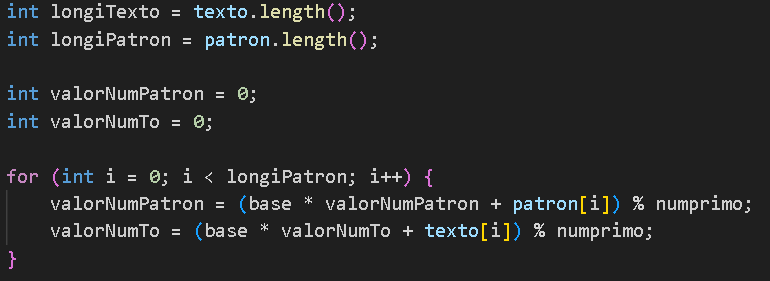 int longiTexto = texto.length();
int longiPatron = patron.length();
int valorNumPatron = 0;
int valorNumTo = 0;
for (int i = 0; i < longiPatron; i++) {
    valorNumPatron = (base * valorNumPatron + patron[i]) % numprimo;
    valorNumTo = (base * valorNumTo + texto[i]) % numprimo;
}